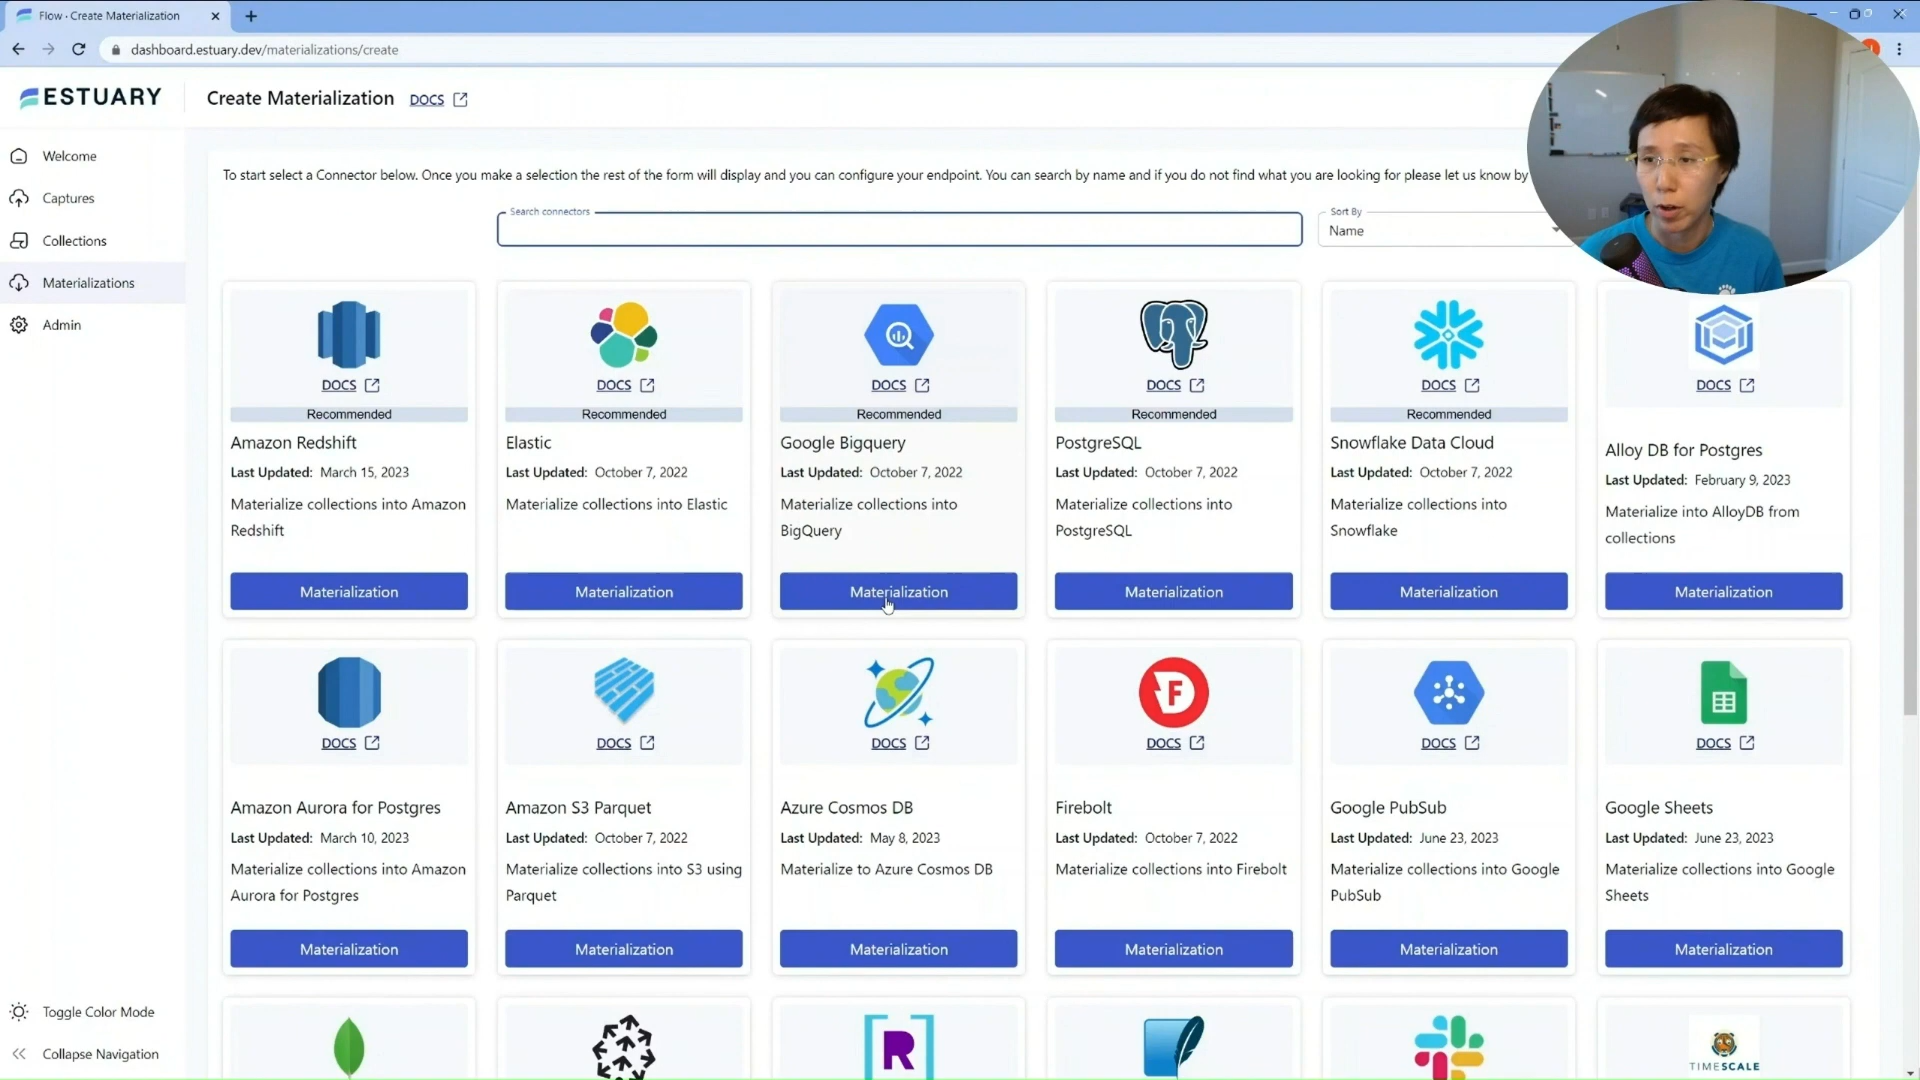 Flow · Create Materialization
dashboard.estuary.dev/materializations/create
ESTUARY
Create Materialization DOCS
Welcome
Captures
Collections
Materializations
Admin
Toggle Color Mode
Collapse Navigation
To start select a Connector below. Once you make a selection the rest of the form will display and you can configure your endpoint. You can search by name and if you do not find what you are looking for please let us know by
Search connectors
Sort By
Name
DOCS
Recommended
Amazon Redshift
Last Updated: March 15, 2023
Materialize collections into Amazon
Redshift
Materialization
DOCS
Recommended
Elastic
Last Updated: October 7, 2022
Materialize collections into Elastic
Materialization
DOCS
Recommended
Google Bigquery
Last Updated: October 7, 2022
Materialize collections into
BigQuery
Materialization
DOCS
Recommended
PostgreSQL
Last Updated: October 7, 2022
Materialize collections into
PostgreSQL
Materialization
DOCS
Recommended
Snowflake Data Cloud
Last Updated: October 7, 2022
Materialize collections into
Snowflake
Materialization
DOCS
Alloy DB for Postgres
Last Updated: February 9, 2023
Materialize into AlloyDB from
collections
Materialization
DOCS
Amazon Aurora for Postgres
Last Updated: March 10, 2023
Materialize collections into Amazon
Aurora for Postgres
Materialization
DOCS
Amazon S3 Parquet
Last Updated: October 7, 2022
Materialize collections into S3 using
Parquet
Materialization
DOCS
Azure Cosmos DB
Last Updated: May 8, 2023
Materialize to Azure Cosmos DB
Materialization
F
DOCS
Firebolt
Last Updated: October 7, 2022
Materialize collections into Firebolt
Materialization
DOCS
Google PubSub
Last Updated: June 23, 2023
Materialize collections into Google
PubSub
Materialization
DOCS
Google Sheets
Last Updated: June 23, 2023
Materialize collections into Google
Sheets
Materialization
R
TIMESCALE